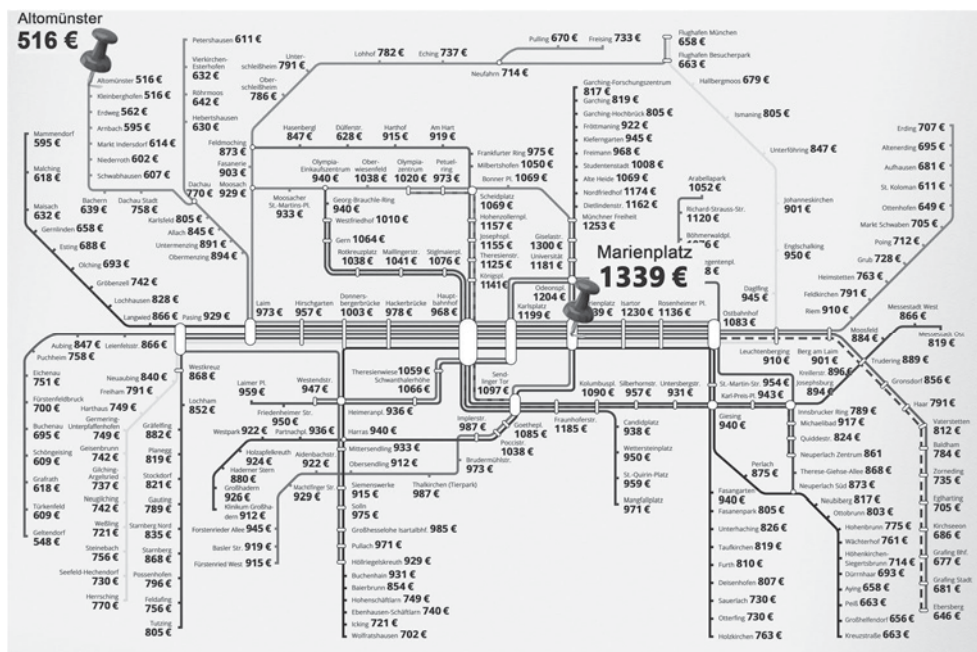 Altomünster
516 €
Altomünster 516 €
Kleinberghofen 516 €
Erdweg 562 €
Arnbach 595 €
Markt Indersdorf 614 €
Niederroth 602 €
Schwabhausen 607 €
Bachern
639 €
Dachau Stadt
758 €
Petershausen 611 €
Vierkirchen-
Esterhofen
632 €
Röhrmoos
642 €
Hebertshausen
630 €
Dachau
770 €
Karlsfeld 805 €
Allach 845 €
Untermenzing 891 €
Obermenzing 894 €
Mammendorf
595 €
Malching
618 €
Maisach
632 €
Gernlinden 658 €
Esting 688 €
Olching 693 €
Gröbenzell 742 €
Lochhausen 828 €
Langwied 866 €
Pasing 929 €
Unter-
schleißheim 791 €
Ober-
schleißheim
786 €
Lohhof 782 €
Eching 737 €
Neufahrn 714 €
Pulling 670 €
Freising 733 €
Flughafen München
658 €
Flughafen Besucherpark
663 €
Hallbergmoos 679 €
Ismaning 805 €
Unterföhring 847 €
Johanneskirchen
901 €
Englschalking
950 €
Daglfing
945 €
Feldmoching
873 €
Fasanerie
903 €
Moosach
929 €
Hasenbergl
847 €
Dülferstr.
628 €
Harthof
915 €
Am Hart
919 €
Frankfurter Ring 975 €
Milbertshofen 1050 €
Bonner Pl. 1069 €
Olympia-
Einkaufszentrum
940 €
Ober-
wiesenfeld
1038 €
Olympia-
zentrum
1020 €
Petuel-
ring
973 €
Moosacher
St.-Martins-Pl.
933 €
Georg-Brauchle-Ring
940 €
Westfriedhof 1010 €
Gern 1064 €
Rotkreuzplatz
1038 €
Maillingerstr.
1041 €
Stiglmaierpl.
1076 €
Scheidplatz
1069 €
Hohenzollernpl.
1157 €
Josephspl.
1155 €
Theresienstr.
1125 €
Königspl.
1141 €
Garching-Forschungszentrum
817 €
Garching 819 €
Garching-Hochbrück 805 €
Fröttmaning 922 €
Kieferngarten 945 €
Freimann 968 €
Studentenstadt 1008 €
Alte Heide 1069 €
Nordfriedhof 1174 €
Dietlindenstr. 1162 €
Münchner Freiheit
1253 €
Giselastr.
1300 €
Universität
1181 €
Odeonspl.
1204 €
Karlsplatz
1199 €
Arabellapark
1052 €
Richard-Strauss-Str.
1120 €
Böhmerwaldpl.
Marienplatz
1339 €
Isartor
1230 €
Rosenheimer Pl.
1136 €
Ostbahnhof
1083 €
Laim
973 €
Hirschgarten
957 €
Donners-
bergerbrücke
1003 €
Hackerbrücke
978 €
Haupt-
bahnhof
968 €
Erding 707 €
Altenerding 695 €
Aufhausen 681 €
St. Koloman 611 €
Ottenhofen 649 €
Markt Schwaben 705 €
Poing 712 €
Grub 728 €
Heimstetten 763 €
Feldkirchen 791 €
Riem 910 €
Messestadt West
866 €
Messestadt Ost
819 €
Moosfeld
884 €
Trudering 889 €
Gronsdorf 856 €
Haar 791 €
Vaterstetten
812 €
Baldham
784 €
Zorneding
735 €
Eglharting
705 €
Kirchseeon
686 €
Grafing Bhf.
677 €
Grafing Stadt
681 €
Ebersberg
646 €
Leuchtenberging
910 €
Berg am Laim
901 €
Kreillerstr. 896 €
Josephsburg
894 €
St.-Martin-Str. 954 €
Karl-Preis-Pl. 943 €
Giesing
940 €
Innsbrucker Ring 789 €
Michaelibad 917 €
Quiddestr. 824 €
Neuperlach Zentrum 861 €
Therese-Giehse-Allee 868 €
Neuperlach Süd 873 €
Neubiberg 817 €
Ottobrunn 803 €
Hohenbrunn 775 €
Wächterhof 761 €
Höhenkirchen-
Siegertsbrunn 714 €
Dürrnhaar 693 €
Aying 658 €
Peiß 663 €
Großhelfendorf 656 €
Kreuzstraße 663 €
Perlach
875 €
Fasangarten
940 €
Fasanenpark 805 €
Unterhaching 826 €
Taufkirchen 819 €
Furth 810 €
Deisenhofen 807 €
Sauerlach 730 €
Otterfing 730 €
Holzkirchen 763 €
Theresienwiese 1059 €
Schwanthalerhöhe
1066 €
Heimeranpl. 936 €
Send-
linger Tor
1097 €
Kolumbuspl.
1090 €
Silberhornstr.
957 €
Untersbergstr.
931 €
Implerstr.
987 €
Goethepl.
1085 €
Poccistr.
1038 €
Fraunhoferstr.
1185 €
Candidplatz
938 €
Wettersteinplatz
950 €
St.-Quirin-Platz
959 €
Mangfallplatz
971 €
Brudermühlstr.
973 €
Thalkirchen (Tierpark)
987 €
Laimer Pl.
959 €
Westendstr.
947 €
Friedenheimer Str.
950 €
Westpark 922 €
Partnachpl. 936 €
Harras 940 €
Holzapfelkreuth
924 €
Haderner Stern
880 €
Großhadern
926 €
Klinikum Großha-
dern 912 €
Aidenbachstr.
922 €
Machtlfinger Str.
929 €
Forstenrieder Allee 945 €
Basler Str. 919 €
Fürstenried West 915 €
Mittersendling 933 €
Obersendling 912 €
Siemenswerke
915 €
Solln
975 €
Großhesselohe Isartalbhf. 985 €
Pullach 971 €
Höllriegelskreuth 929 €
Buchenhain 931 €
Baierbrunn 854 €
Hohenschäftlarn 749 €
Ebenhausen-Schäftlarn 740 €
Icking 721 €
Wolfratshausen 702 €
Aubing 847 €
Leienfelsstr. 866 €
Puchheim 758 €
Eichenau
751 €
Fürstenfeldbruck
700 €
Buchenau
695 €
Schöngeising
609 €
Grafrath
618 €
Türkenfeld
609 €
Geltendorf
548 €
Neuaubing 840 €
Freiham 791 €
Harthaus 749 €
Germering-
Unterpfaffenhofen
749 €
Geisenbrunn
742 €
Gilching-
Argelsried
737 €
Neugilching
742 €
Weßling
721 €
Steinebach
756 €
Seefeld-Hechendorf
730 €
Herrsching
770 €
Westkreuz
868 €
Lochham
852 €
Gräfelfing
882 €
Planegg
819 €
Stockdorf
821 €
Gauting
789 €
Starnberg Nord
835 €
Starnberg
868 €
Possenhofen
796 €
Feldafing
756 €
Tutzing
805 €